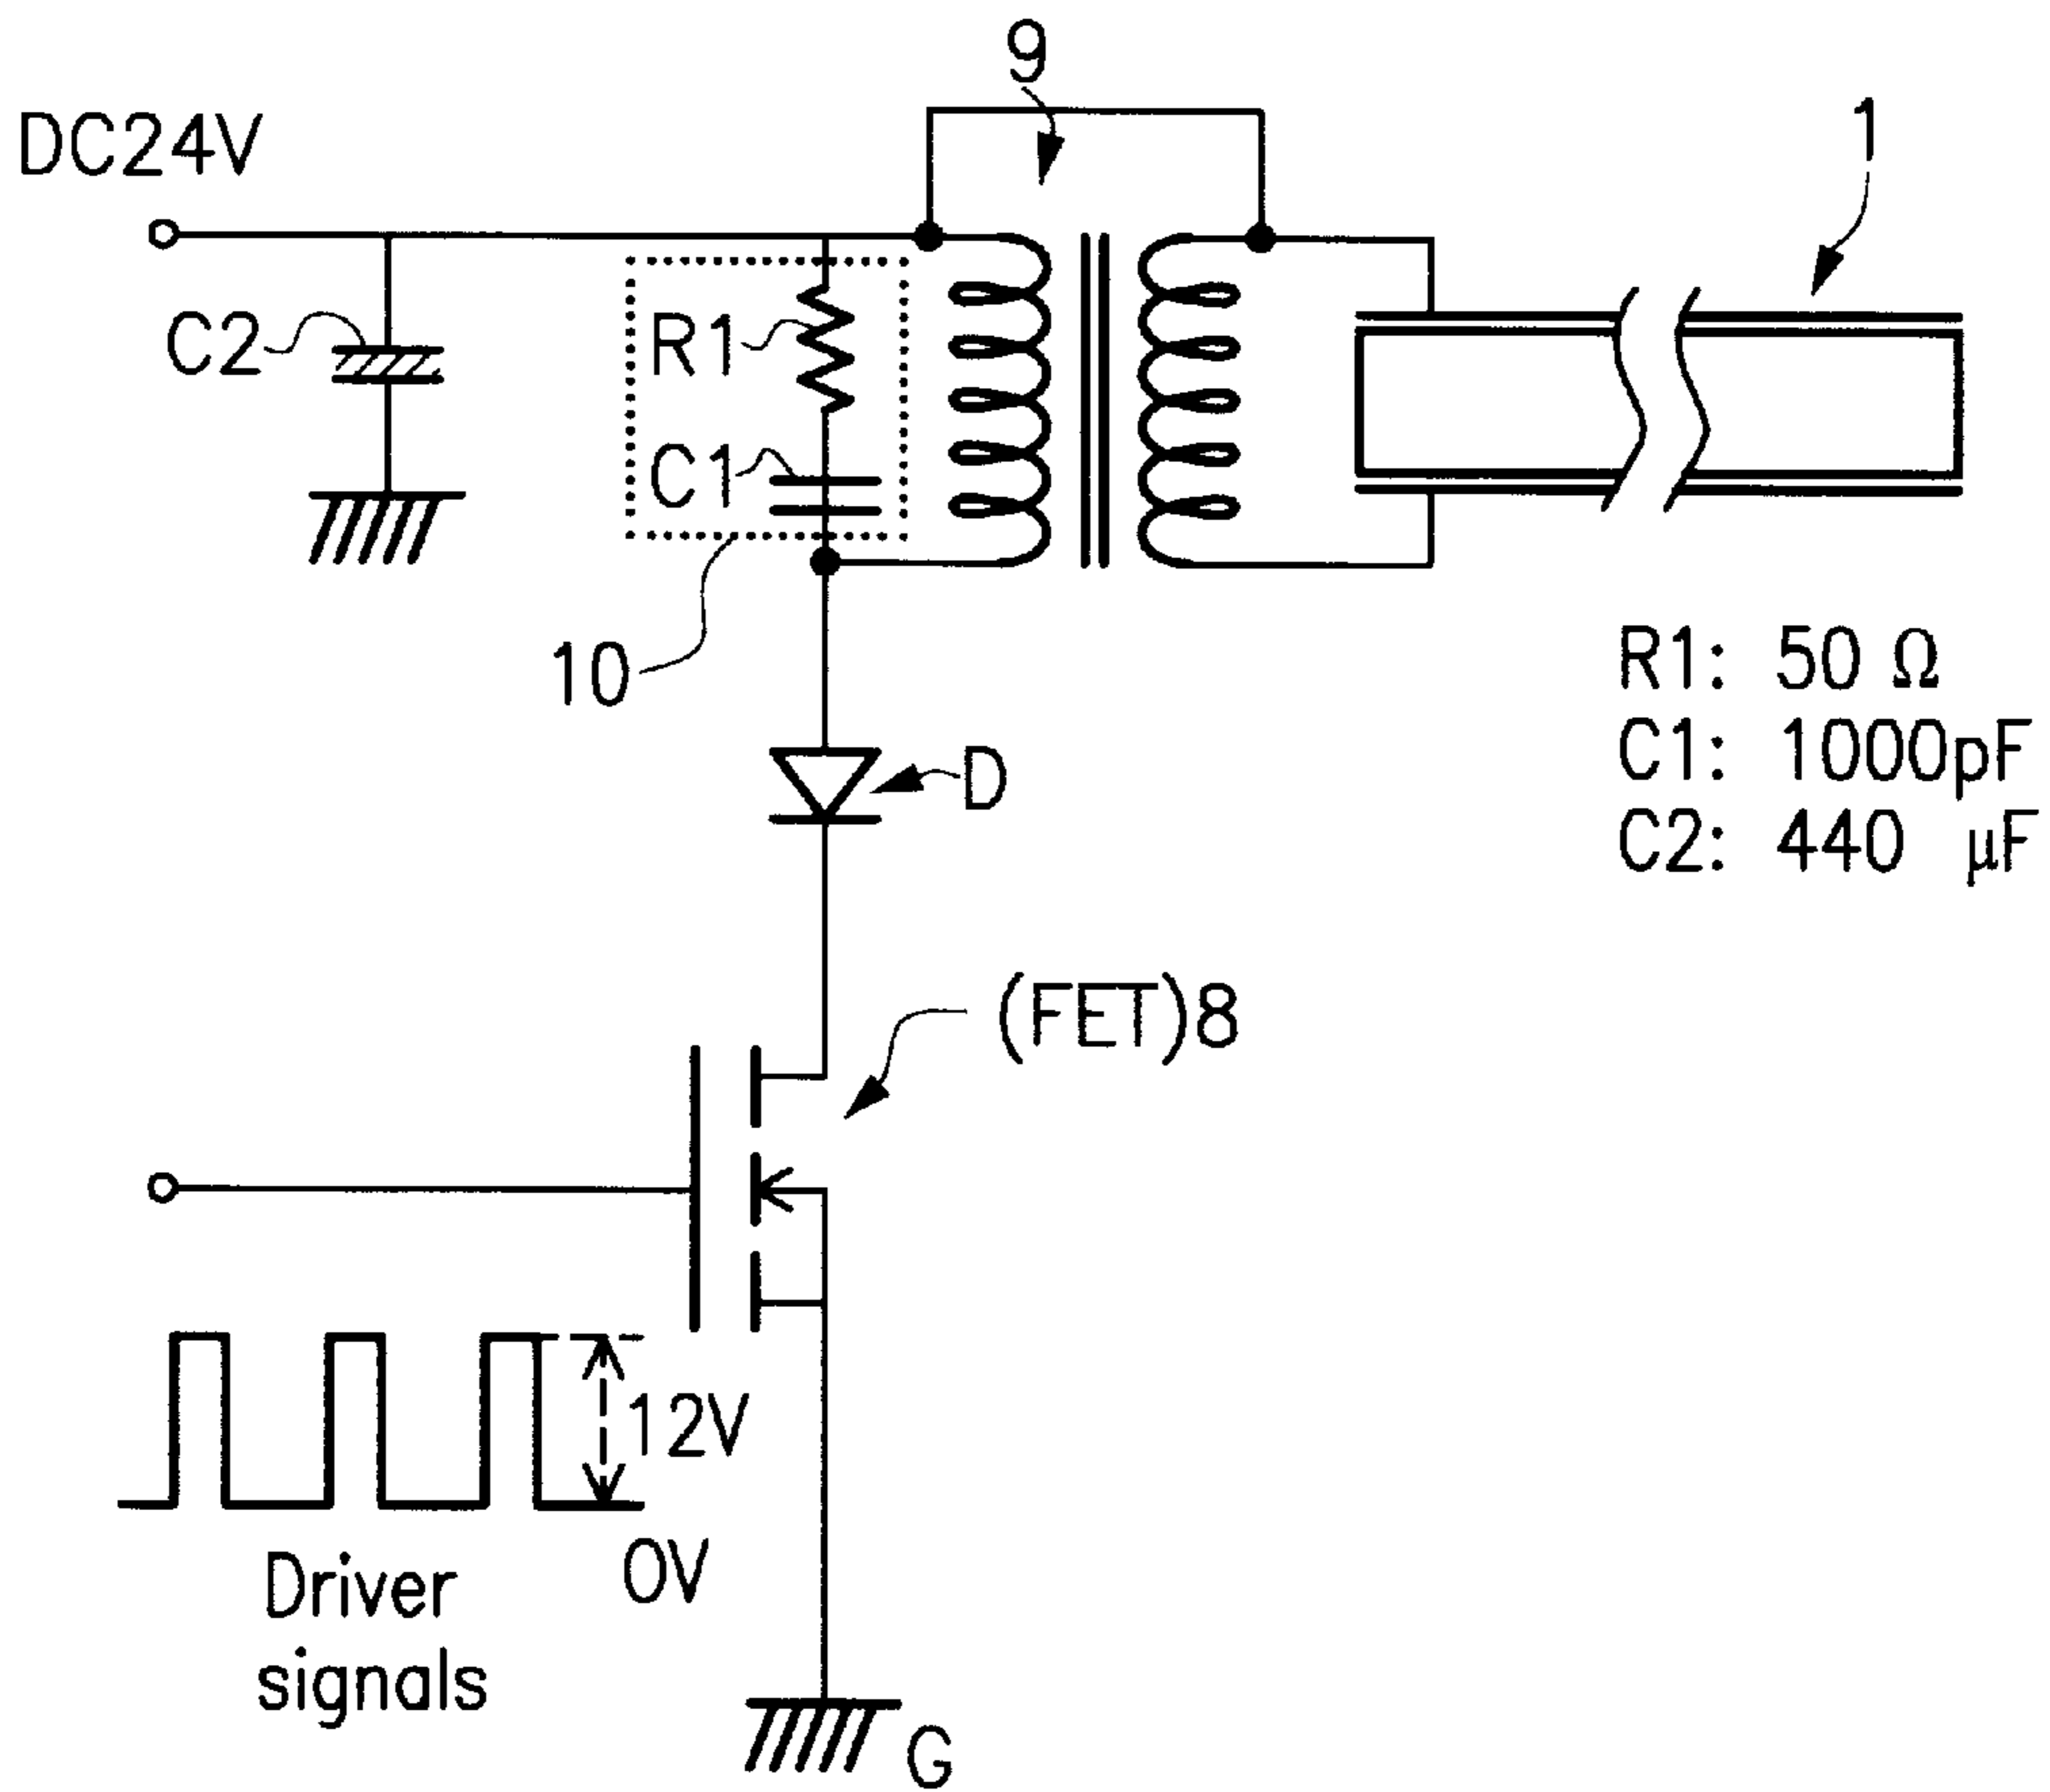 9
DC24V
1
C2
R1
C1
10
R1: 50 Ω
C1: 1000pF
C2: 440 μF
D
(FET)8
12V
0V
Driver
signals
G